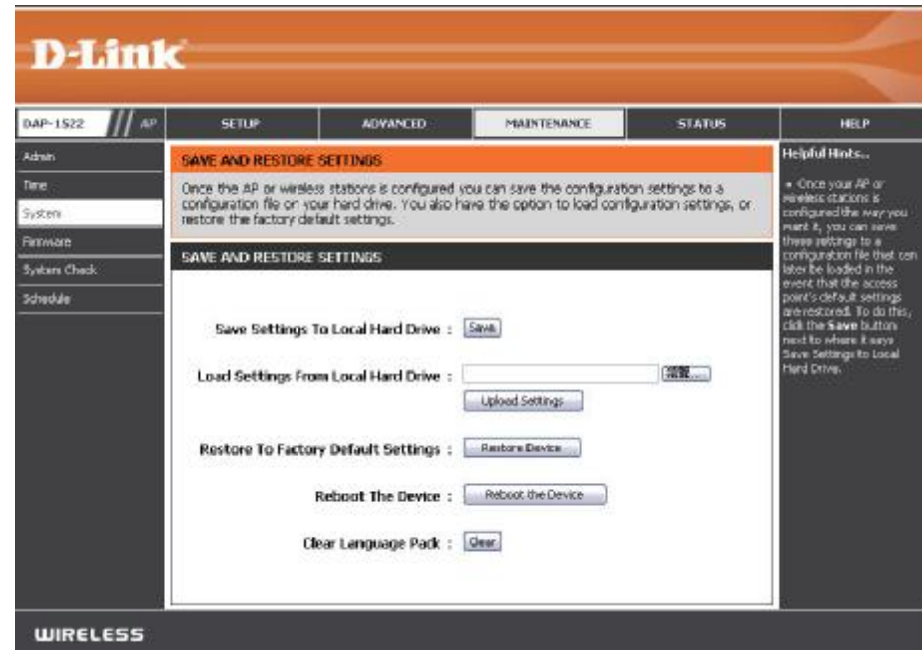 D-Link
DAP-1522 /// AP
SETUP
ADVANCED
MAINTENANCE
STATUS
HELP
Admin
Time
System
Firmware
System Check
Schedule
SAVE AND RESTORE SETTINGS
Once the AP or wireless stations is configured you can save the configuration settings to a
configuration file on your hard drive. You also have the option to load configuration settings, or
restore the factory default settings.
SAVE AND RESTORE SETTINGS
Save Settings To Local Hard Drive : Save
Load Settings From Local Hard Drive :
Upload Settings
Restore To Factory Default Settings : Restore Device
Reboot The Device : Reboot the Device
Clear Language Pack : Clear
Helpful Hints...
• Once your AP or
wireless stations is
configured the way you
want it, you can save
these settings to a
configuration file that can
later be loaded in the
event that the access
point's default settings
are restored. To do this,
click the Save button
next to where it says
Save Settings to Local
Hard Drive.
WIRELESS